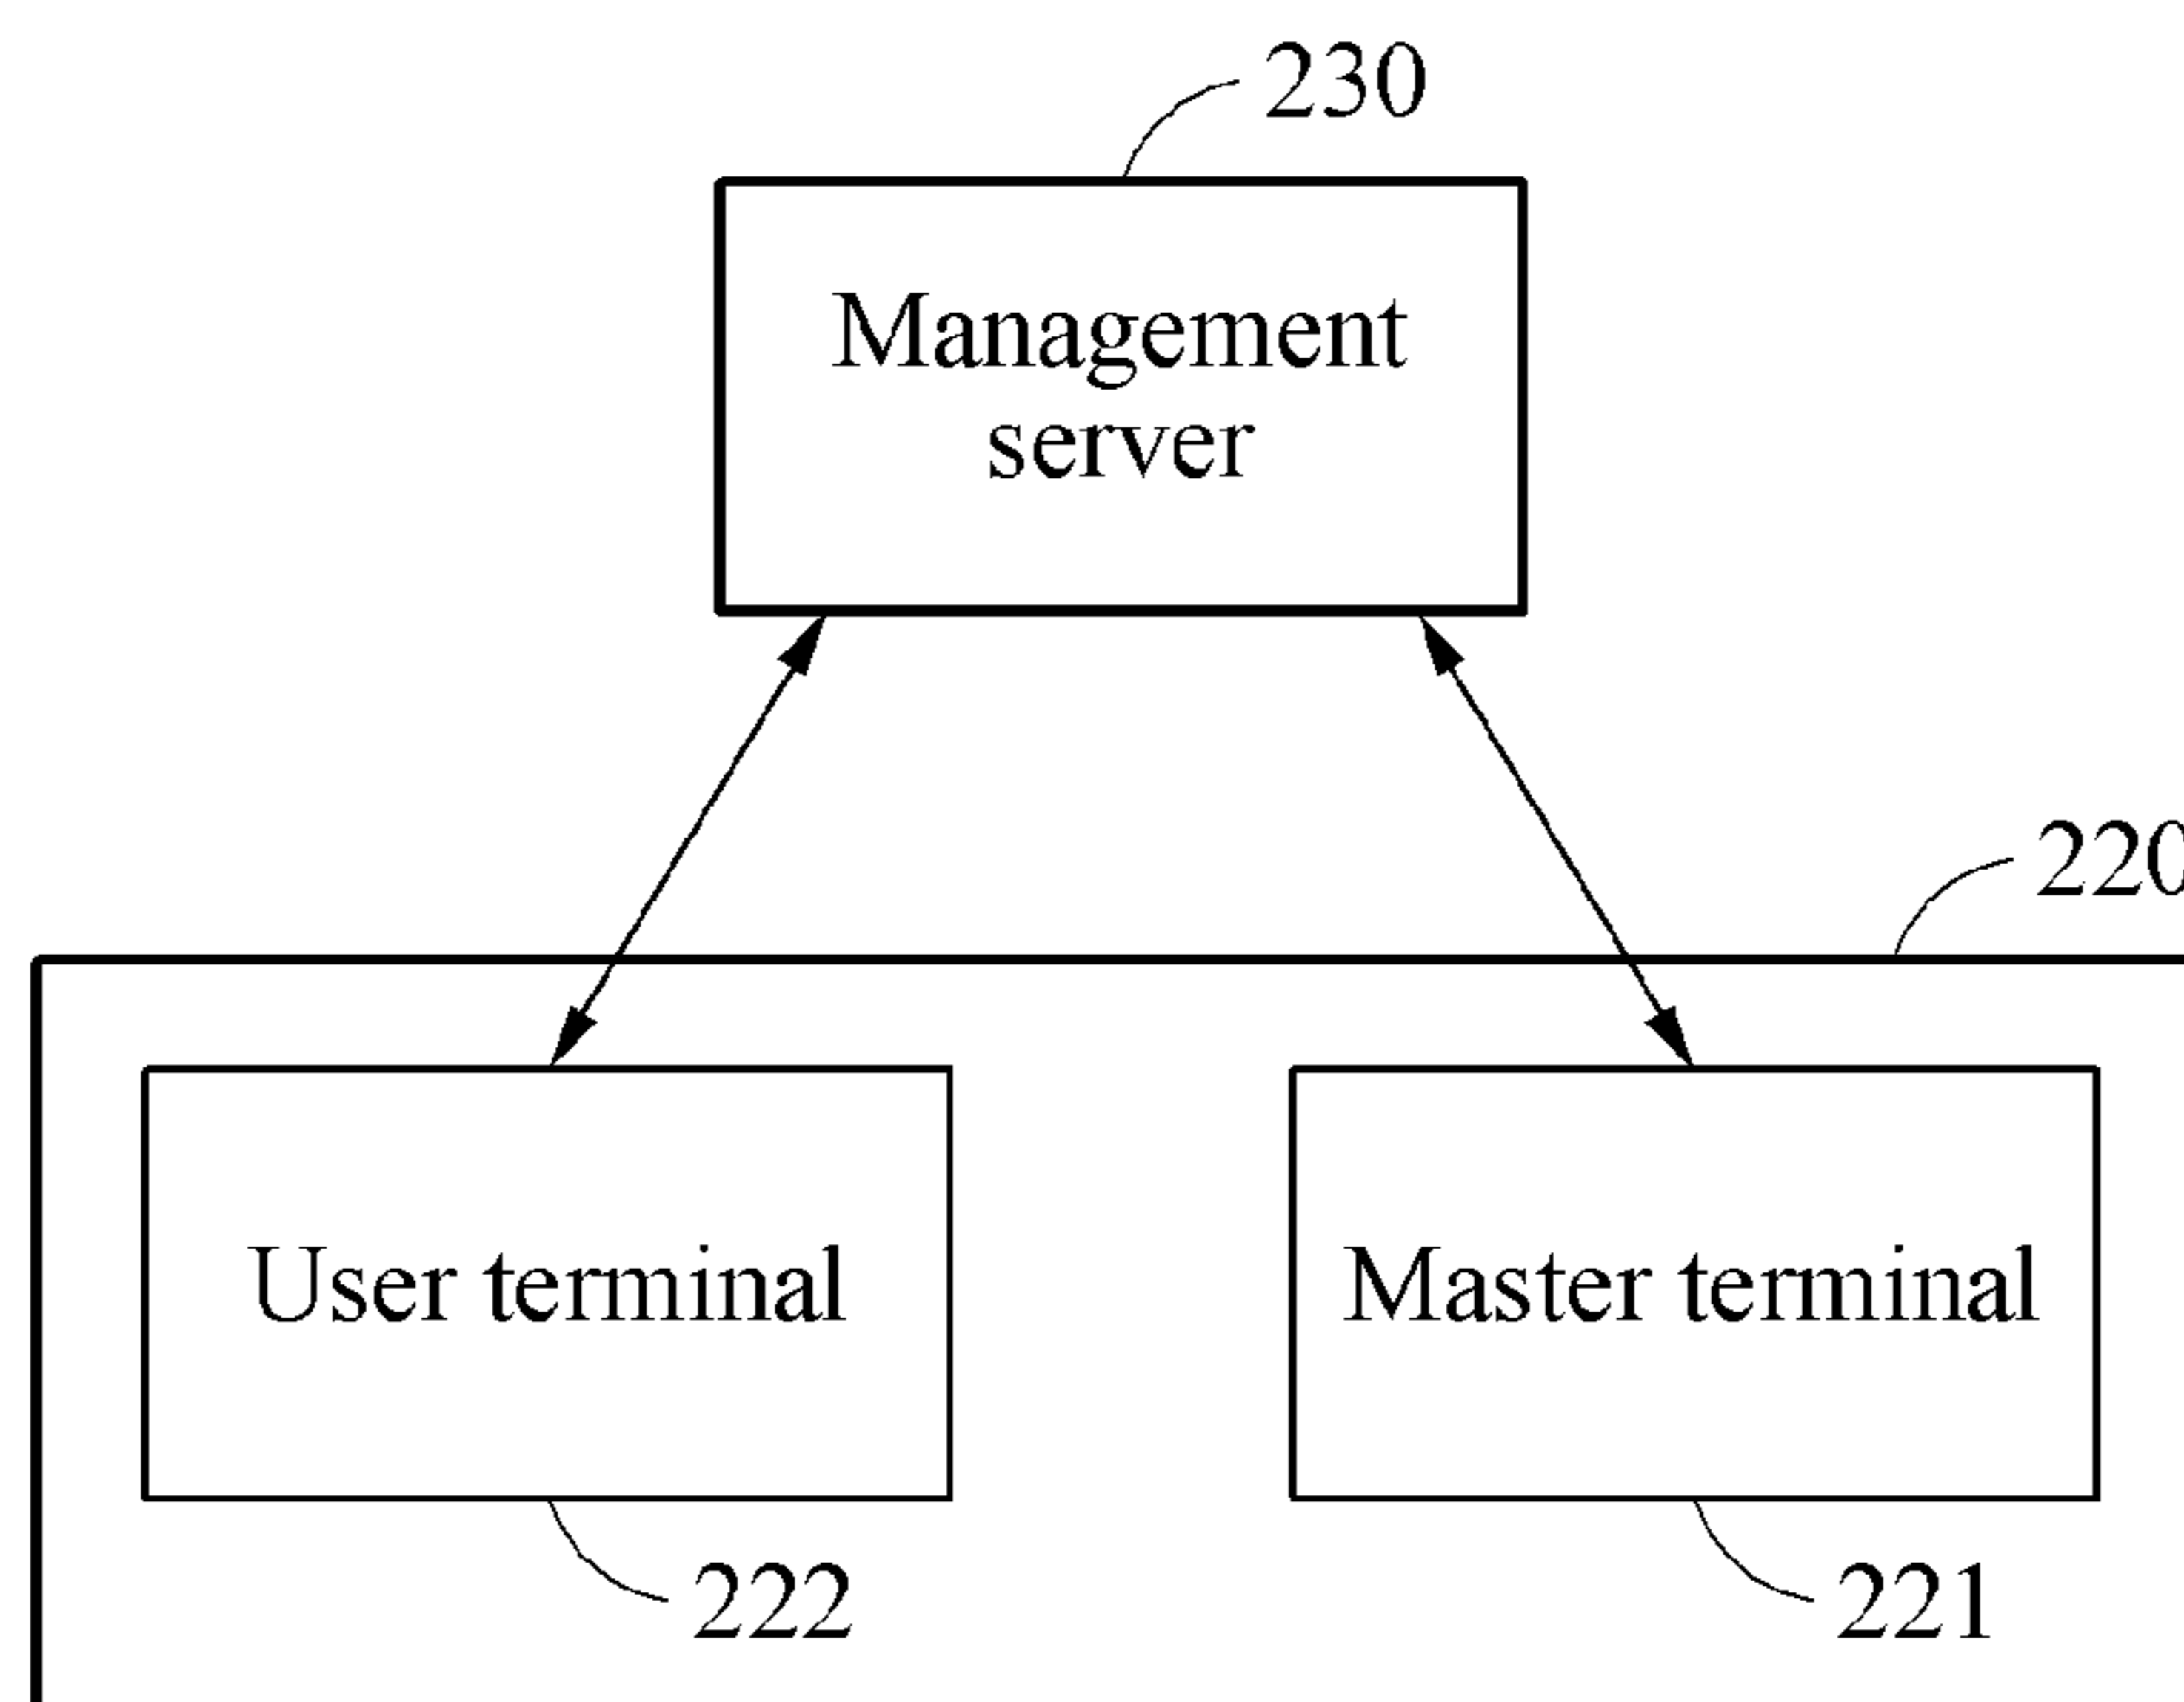 230
Management
server
220
User terminal
Master terminal
222
221